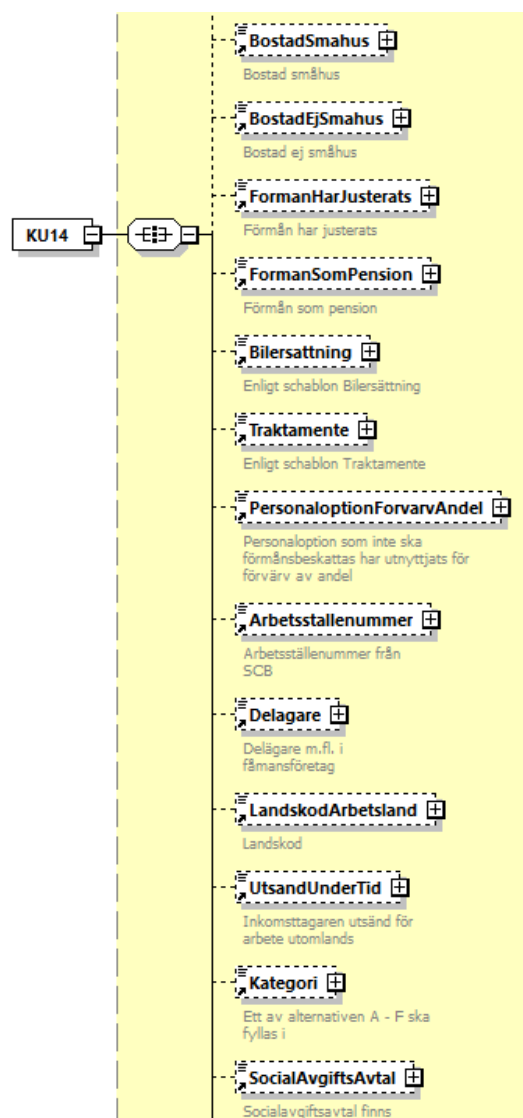 BostadSmahus
Bostad småhus
BostadEjSmahus
Bostad ej småhus
FormanHarJusterats
Förmån har justerats
KU14
FormanSomPension
Förmån som pension
Bilersattning
Enligt schablon Bilersättning
Traktamente
Enligt schablon Traktamente
PersonaloptionForvarvAndel
Personaloption som inte ska
förmånsbeskattas har utnyttjats för
förvärv av andel
Arbetsstallenummer
Arbetsställenummer från
SCB
Delagare
Delägare m.fl. i
fåmansföretag
LandskodArbetsland
Landskod
UtsandUnderTid
Inkomsttagaren utsänd för
arbete utomlands
Kategori
Ett av alternativen A - F ska
fyllas i
SocialAvgiftsAvtal
Socialavgiftsavtal finns